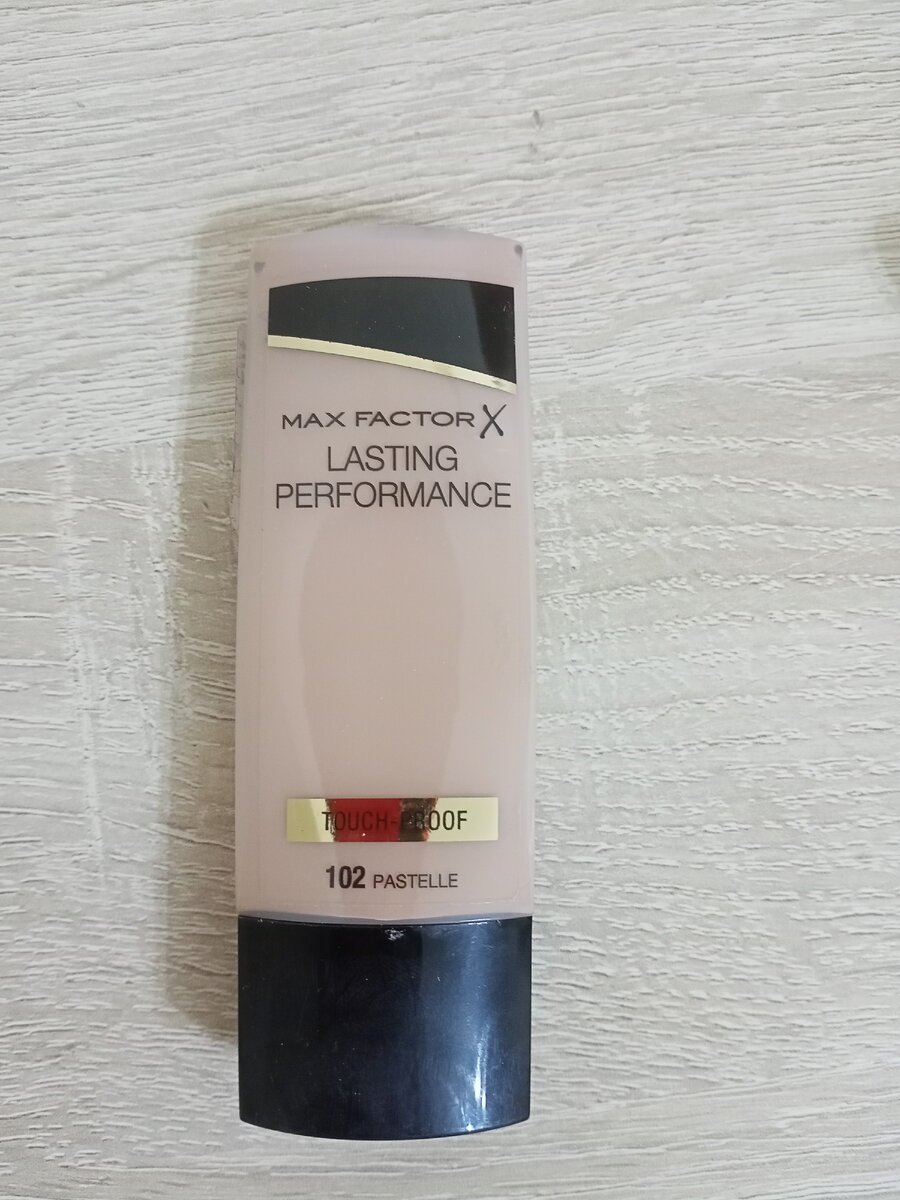 MAX FACTOR X
LASTING
PERFORMANCE
TOUCH-PROOF
102 PASTELLE